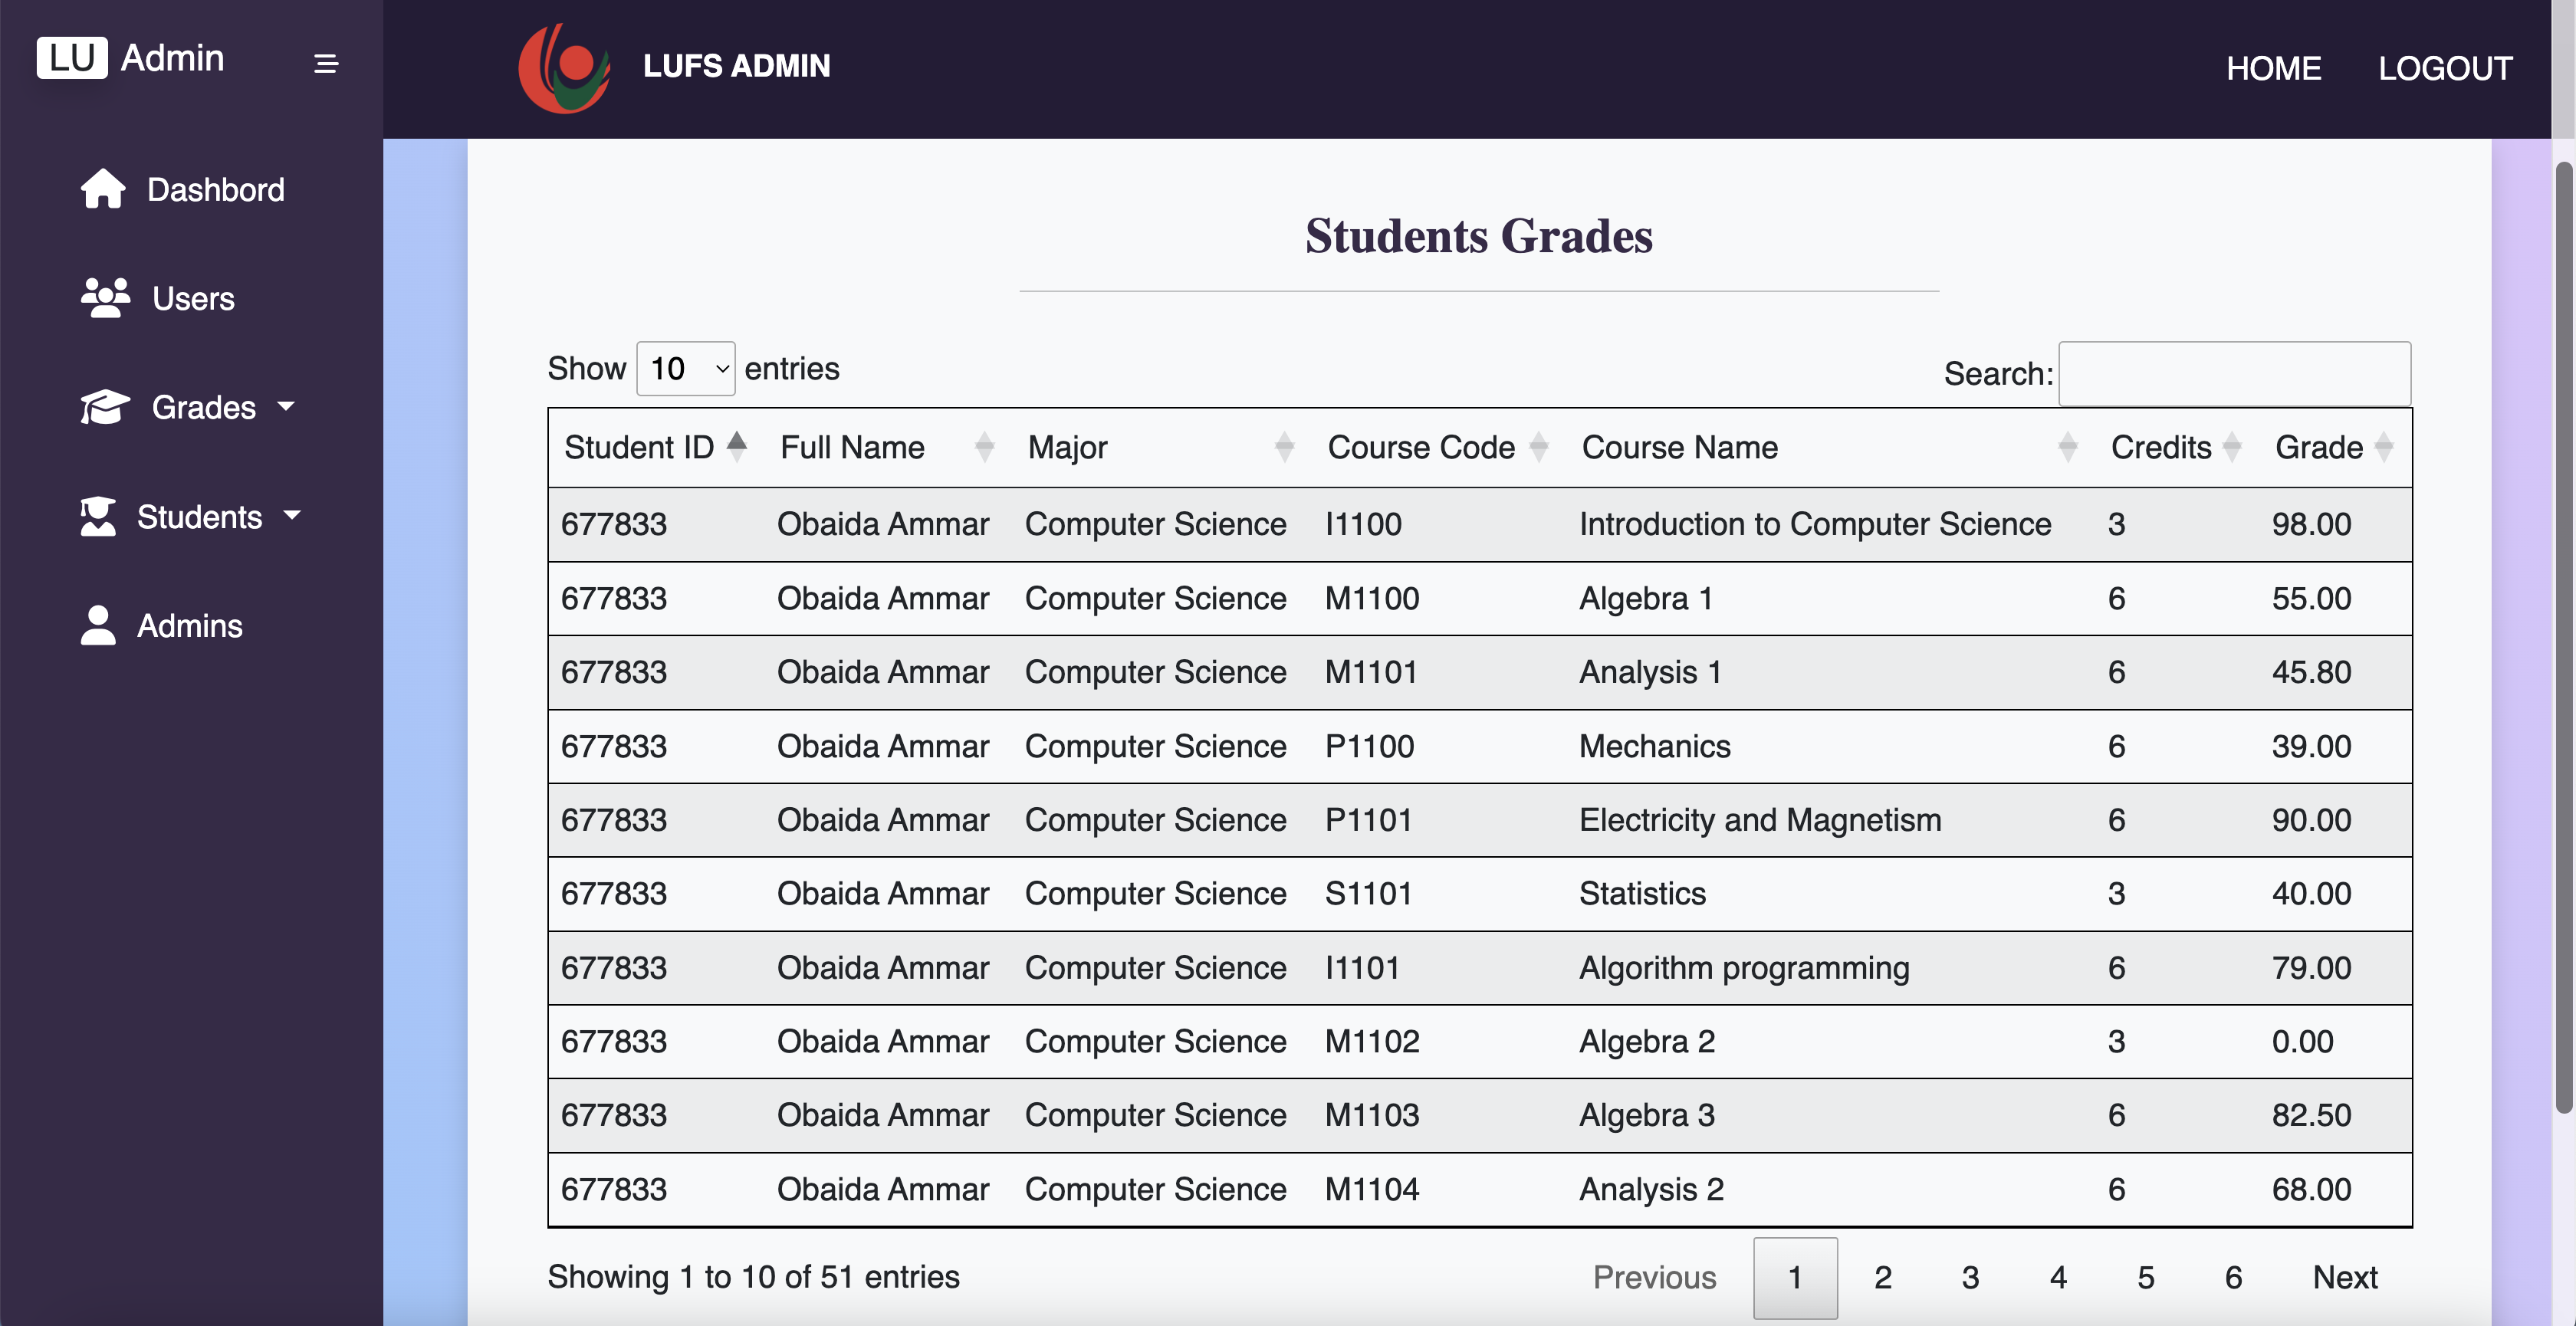 LU Admin
LUFS ADMIN
HOME LOGOUT
Dashbord
Users
Grades
Students
Admins
Students Grades
Show 10 entries Search:
Student ID Full Name Major Course Code Course Name Credits Grade
677833 Obaida Ammar Computer Science I1100 Introduction to Computer Science 3 98.00
677833 Obaida Ammar Computer Science M1100 Algebra 1 6 55.00
677833 Obaida Ammar Computer Science M1101 Analysis 1 6 45.80
677833 Obaida Ammar Computer Science P1100 Mechanics 6 39.00
677833 Obaida Ammar Computer Science P1101 Electricity and Magnetism 6 90.00
677833 Obaida Ammar Computer Science S1101 Statistics 3 40.00
677833 Obaida Ammar Computer Science I1101 Algorithm programming 6 79.00
677833 Obaida Ammar Computer Science M1102 Algebra 2 3 0.00
677833 Obaida Ammar Computer Science M1103 Algebra 3 6 82.50
677833 Obaida Ammar Computer Science M1104 Analysis 2 6 68.00
Showing 1 to 10 of 51 entries Previous 1 2 3 4 5 6 Next